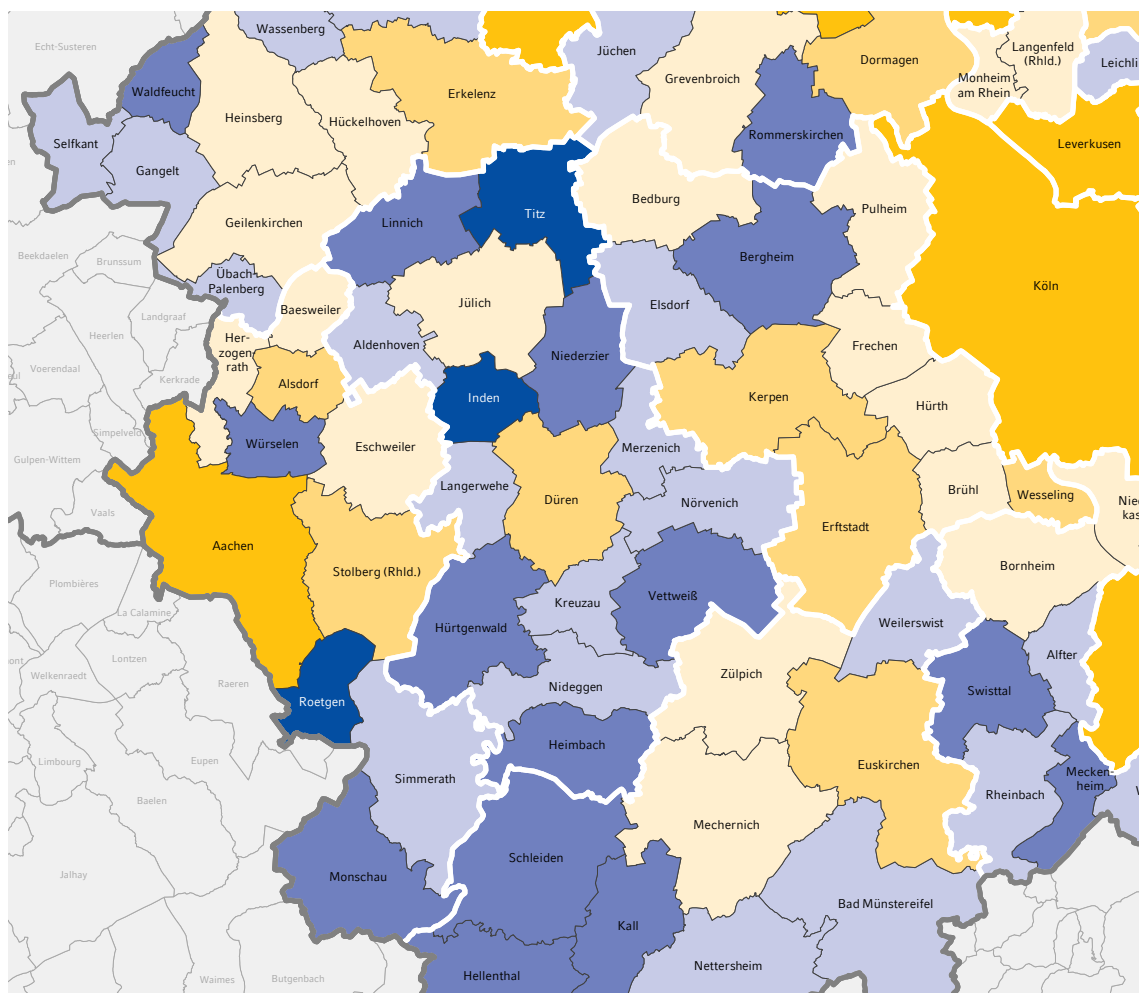 Echt-Susteren
Wassenberg
Jüchen
Dormagen
Langenfeld
(Rhld.)
Leichli
Monheim
am Rhein
Grevenbroich
Waldfeucht
Erkelenz
Heinsberg
Hückelhoven
Rommerskirchen
Leverkusen
Selfkant
en
Gangelt
Titz
Bedburg
Pulheim
Geilenkirchen
Linnich
Beekdaelen
Brunssum
Bergheim
Übach-
Palenberg
Köln
Jülich
Elsdorf
Baesweiler
Landgraaf
Heerlen
Her-
zogen-
rath
Aldenhoven
Niederzier
Frechen
Voerendaal
eul
Kerkrade
Alsdorf
Inden
Kerpen
Hürth
Simpelveld
Würselen
Eschweiler
Merzenich
Gulpen-Wittem
Langerwehe
Düren
Nörvenich
Brühl
Wesseling
Nied
kas
Vaals
Erftstadt
Aachen
Stolberg (Rhld.)
Bornheim
Plombières
Kreuzau
Vettweiß
La Calamine
Hürtgenwald
Weilerswist
Lontzen
mont
Welkenraedt
Raeren
Alfter
Roetgen
Nideggen
Zülpich
Swisttal
Heimbach
Limbourg
Eupen
Simmerath
Euskirchen
Mecken-
heim
Rheinbach
W
Baelen
Mechernich
Schleiden
Jalhay
Monschau
Bad Münstereifel
Kall
Nettersheim
Hellenthal
Waimes
Butgenbach